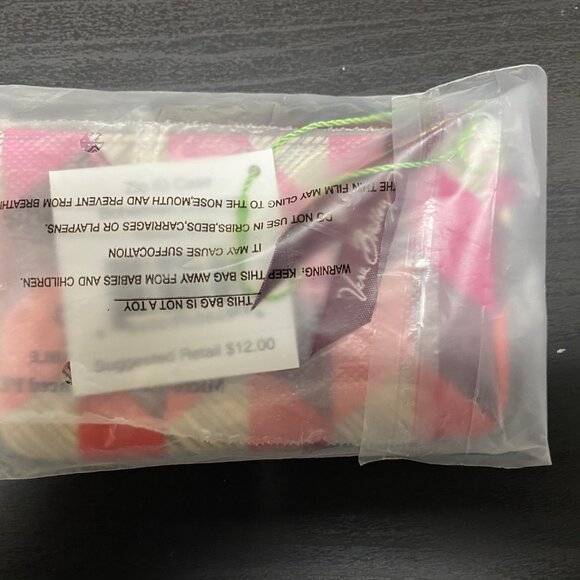 THIS BAG IS NOT A TOY
WARNING: KEEP THIS BAG AWAY FROM BABIES AND CHILDREN.
IT MAY CAUSE SUFFOCATION
DO NOT USE IN CRIBS,BEDS,CARRIAGES OR PLAYPENS.
THE THIN FILM MAY CLING TO THE NOSE,MOUTH AND PREVENT FROM BREATHI
Vera Bra
Suggested Retail $12.00